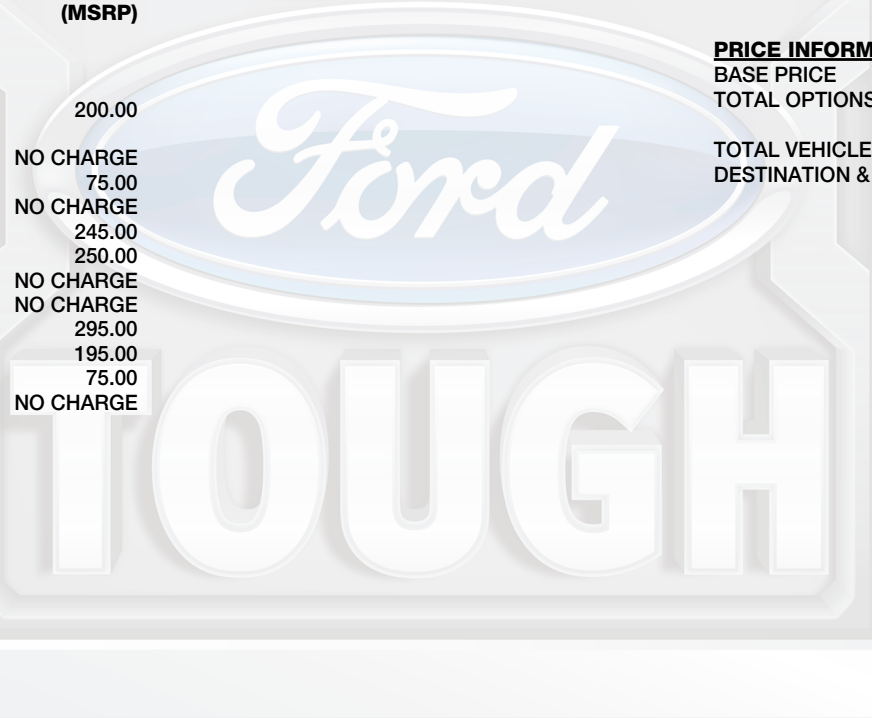 (MSRP)
200.00
NO CHARGE
75.00
NO CHARGE
245.00
250.00
NO CHARGE
NO CHARGE
295.00
195.00
75.00
NO CHARGE
PRICE INFORM
BASE PRICE
TOTAL OPTIONS
TOTAL VEHICLE
DESTINATION &
Ford
TOUGH